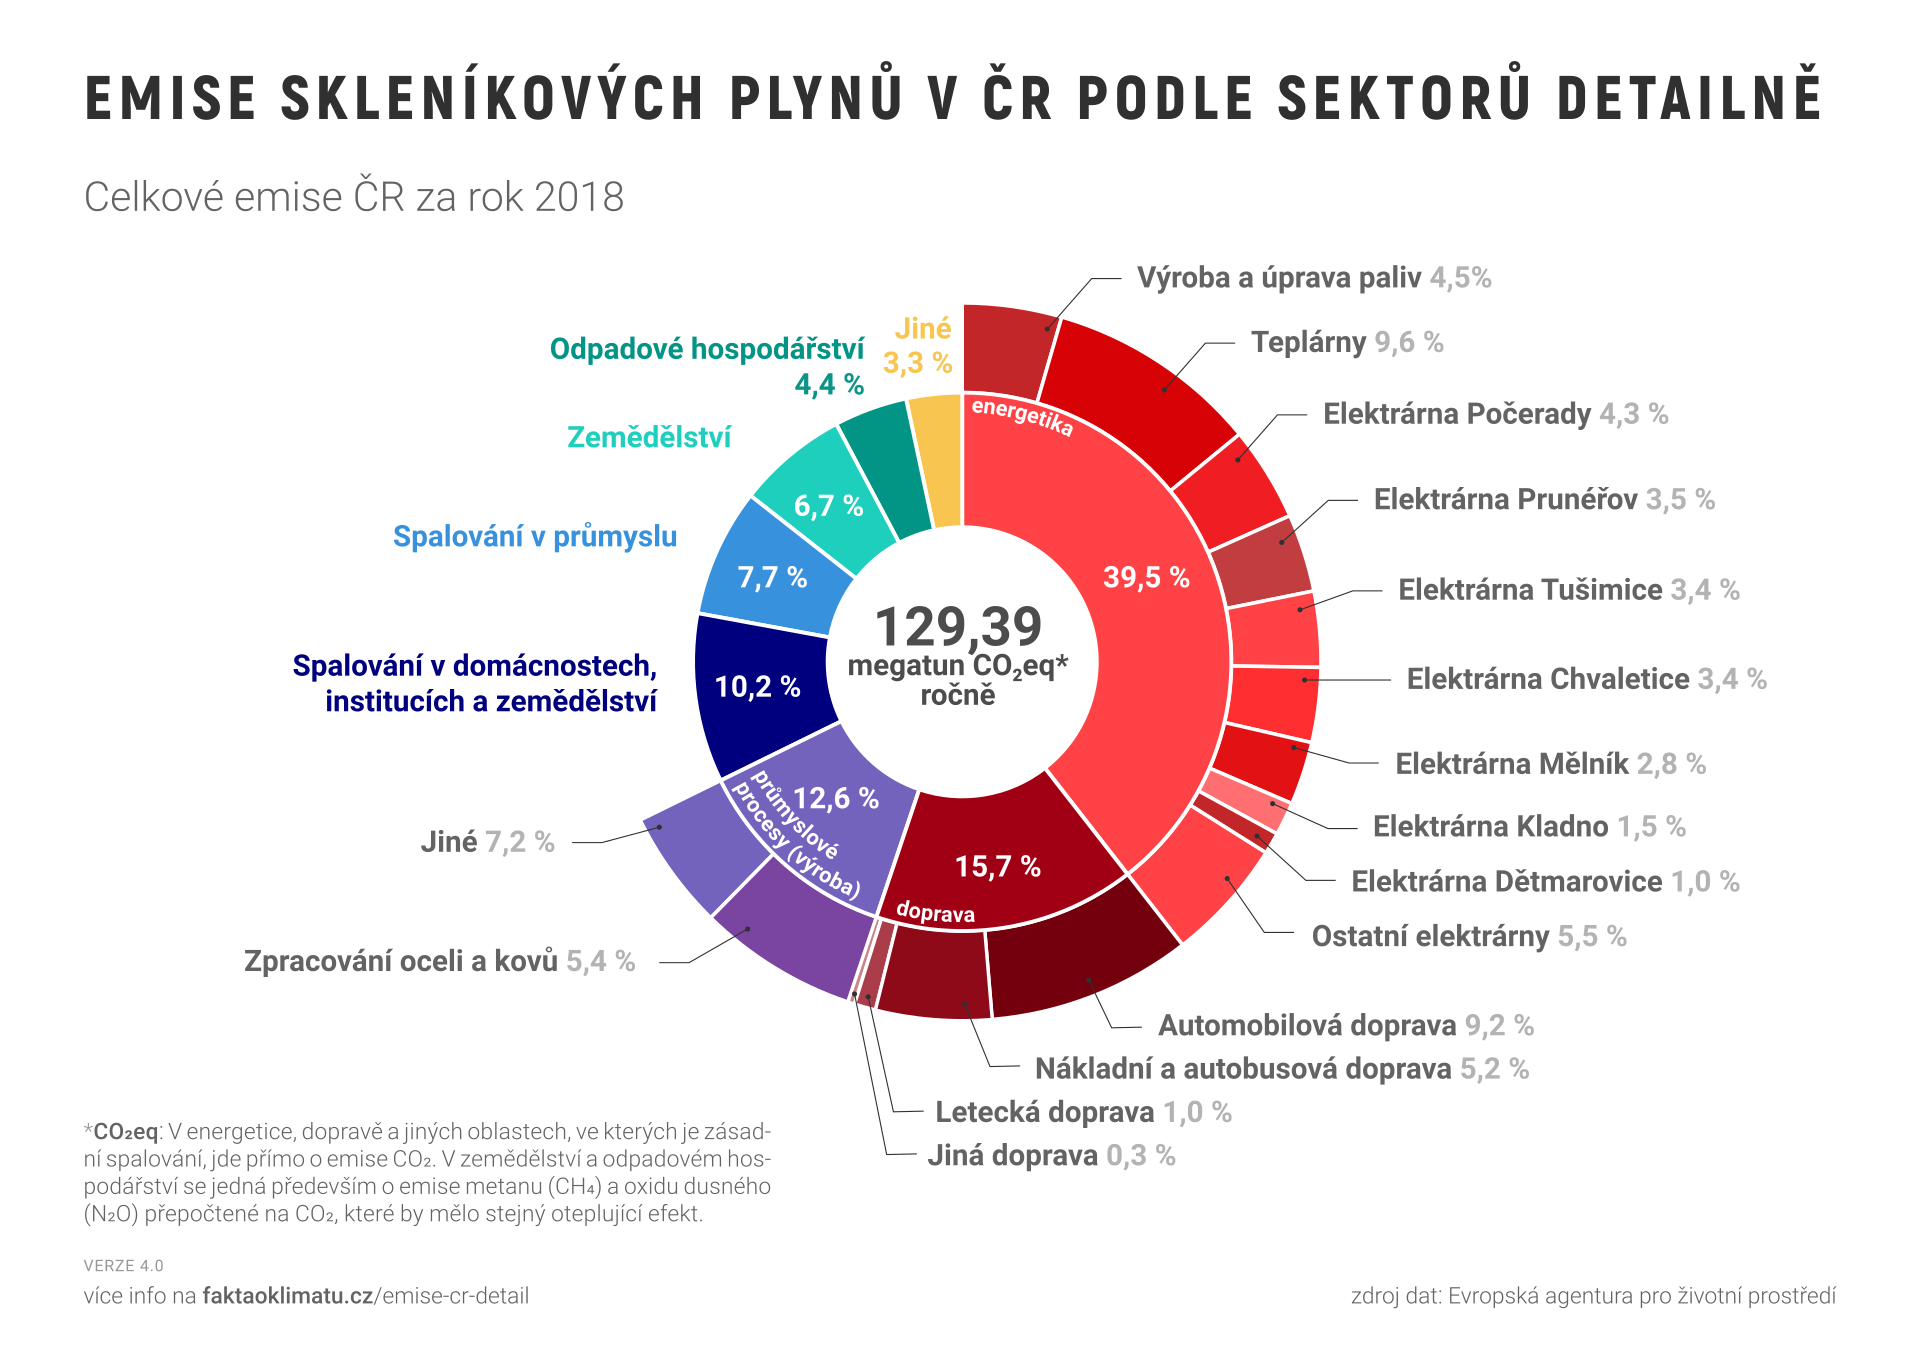 EMISE SKLENÍKOVÝCH PLYNŮ V ČR PODLE SEKTORŮ DETAILNĚ
Celkové emise ČR za rok 2018
Výroba a úprava paliv 4,5%
Teplárny 9,6 %
Elektrárna Počerady 4,3 %
Elektrárna Prunéřov 3,5 %
Elektrárna Tušimice 3,4 %
Elektrárna Chvaletice 3,4 %
Elektrárna Mělník 2,8 %
Elektrárna Kladno 1,5 %
Elektrárna Dětmarovice 1,0 %
Ostatní elektrárny 5,5 %
Automobilová doprava 9,2 %
Nákladní a autobusová doprava 5,2 %
Letecká doprava 1,0 %
Jiná doprava 0,3 %
Zpracování oceli a kovů 5,4 %
Jiné 7,2 %
Spalování v domácnostech,
institucích a zemědělství
10,2 %
Spalování v průmyslu
7,7 %
Zemědělství
6,7 %
Odpadové hospodářství
4,4 %
Jiné
3,3 %
energetika
39,5 %
doprava
15,7 %
průmyslové
procesy (výroba)
12,6 %
129,39
megatun CO₂eq*
ročně
*CO₂eq: V energetice, dopravě a jiných oblastech, ve kterých je zásad-
ní spalování, jde přímo o emise CO₂. V zemědělství a odpadovém hos-
podářství se jedná především o emise metanu (CH₄) a oxidu dusného
(N₂O) přepočtené na CO₂, které by mělo stejný oteplující efekt.
VERZE 4.0
více info na faktaoklimatu.cz/emise-cr-detail
zdroj dat: Evropská agentura pro životní prostředí